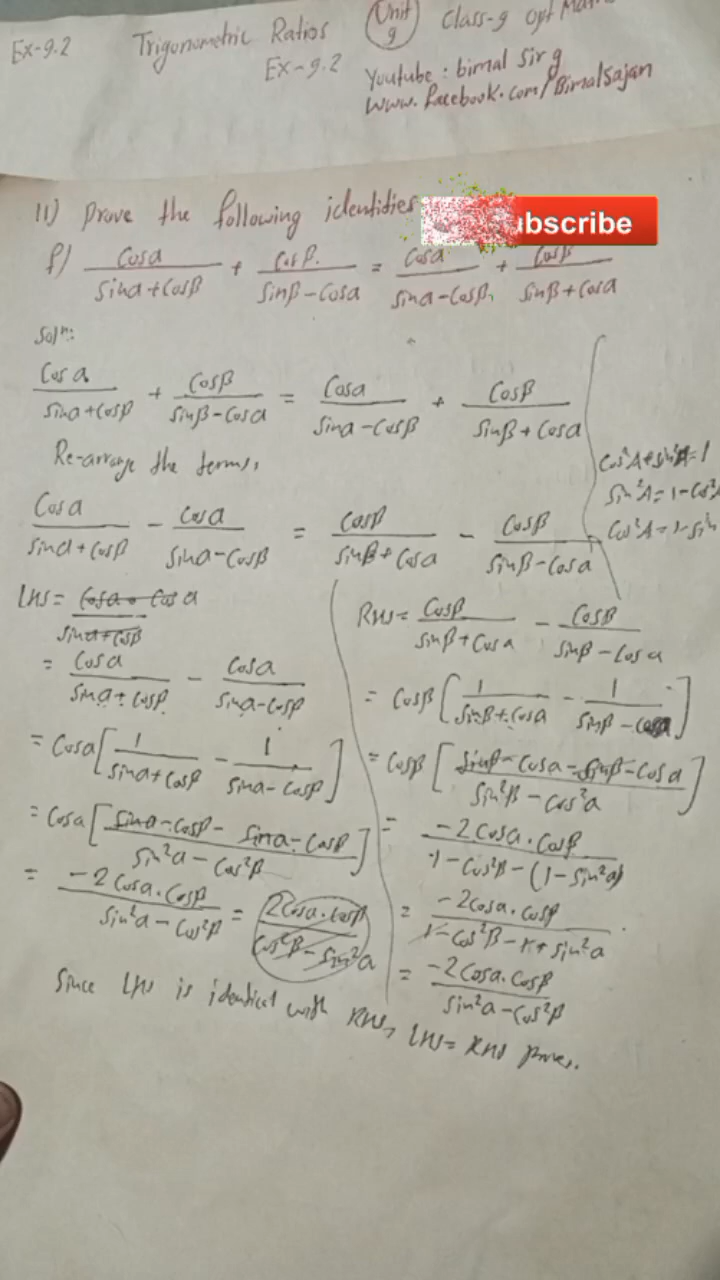 Ex-9.2 Trigonometric Ratios Unit 9 Class-9 opt Math
Ex-9.2 Youtube: bimal sir g
www.facebook.com/Bimalsajan
11) Prove the following identities
ubscribe
f) Cosα/(Sinα+Cosβ) + Cosβ/(Sinβ-Cosα) = Cosα/(Sinα-Cosβ) + Cosβ/(Sinβ+Cosα)
Solⁿ:
Cosα/(Sinα+Cosβ) + Cosβ/(Sinβ-Cosα) = Cosα/(Sinα-Cosβ) + Cosβ/(Sinβ+Cosα)
Re-arrange the terms,
Cos²A+Sin²A=1
Sin²A=1-Cos²A
Cos²A=1-Sin²
Cosα/(Sinα+Cosβ) - Cosα/(Sinα-Cosβ) = Cosβ/(Sinβ+Cosα) - Cosβ/(Sinβ-Cosα)
LHS = Cosα · Cosα/(Sinα+Cosβ)
= Cosα/(Sinα+Cosβ) - Cosα/(Sinα-Cosβ)
= Cosα[1/(Sinα+Cosβ) - 1/(Sinα-Cosβ)]
= Cosα[(Sinα-Cosβ-Sinα-Cosβ)/(Sin²α-Cos²β)]
= -2Cosα.Cosβ/(Sin²α-Cos²β) = 2Cosα.Cosβ/(Cos²β-Sin²α)
RHS = Cosβ/(Sinβ+Cosα) - Cosβ/(Sinβ-Cosα)
= Cosβ[1/(Sinβ+Cosα) - 1/(Sinβ-Cosα)]
= Cosβ[(Sinβ-Cosα-Sinβ-Cosα)/(Sin²β-Cos²α)]
= -2Cosα.Cosβ/(1-Cos²β-(1-Sin²α))
= -2Cosα.Cosβ/(1-Cos²β-1+Sin²α)
= -2Cosα.Cosβ/(Sin²α-Cos²β)
Since LHS is identical with RHS, LHS=RHS